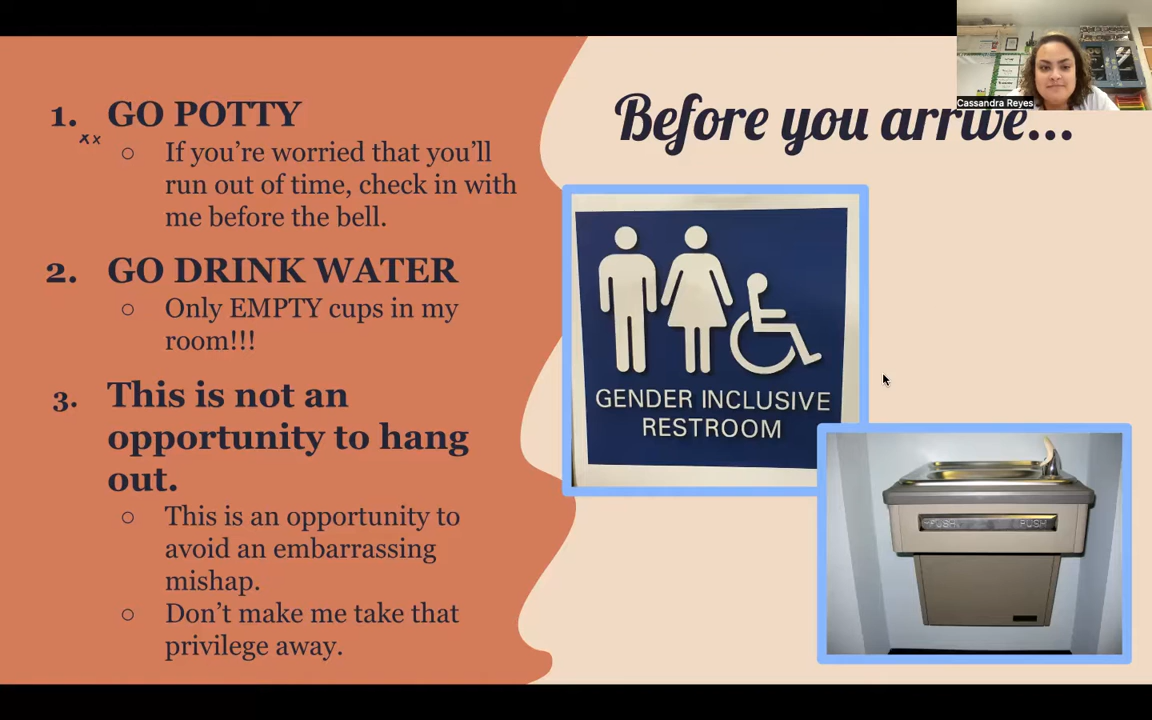 Before you arrive...
1. GO POTTY
○ If you’re worried that you’ll
run out of time, check in with
me before the bell.
2. GO DRINK WATER
○ Only EMPTY cups in my
room!!!
3. This is not an
opportunity to hang
out.
○ This is an opportunity to
avoid an embarrassing
mishap.
○ Don’t make me take that
privilege away.
GENDER INCLUSIVE
RESTROOM
PUSH PUSH
Cassandra Reyes